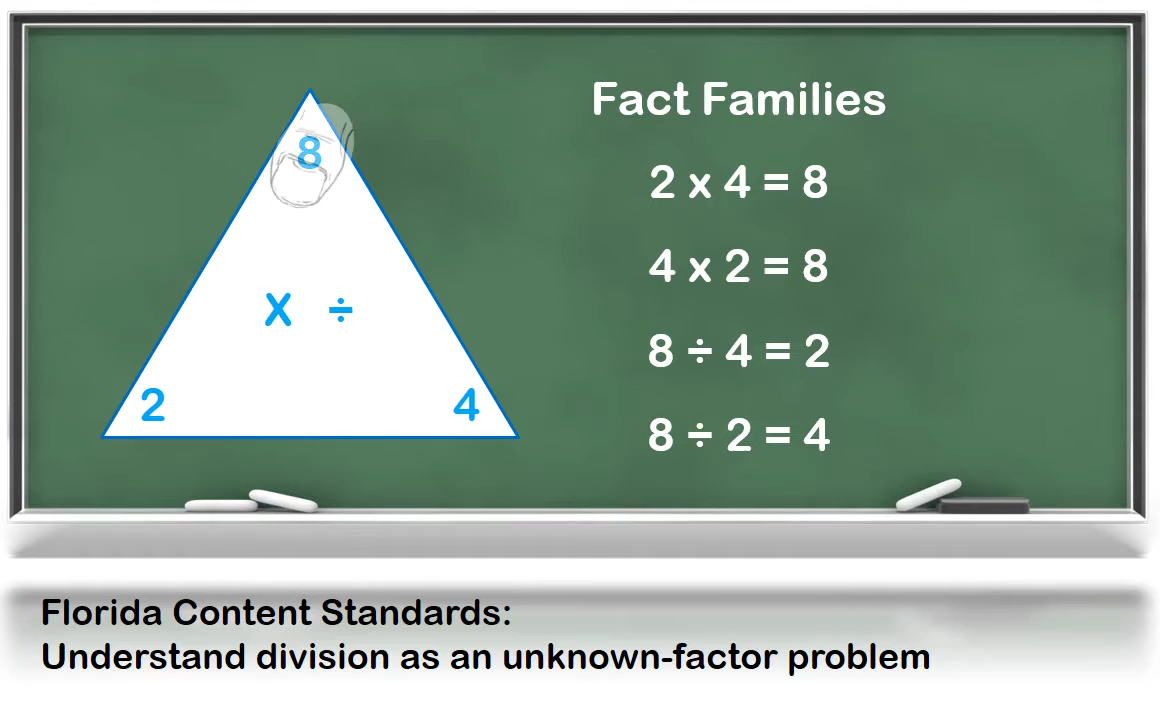 Fact Families
8
2 x 4 = 8
4 x 2 = 8
x ÷
8 ÷ 4 = 2
2 4
8 ÷ 2 = 4
Florida Content Standards:
Understand division as an unknown-factor problem